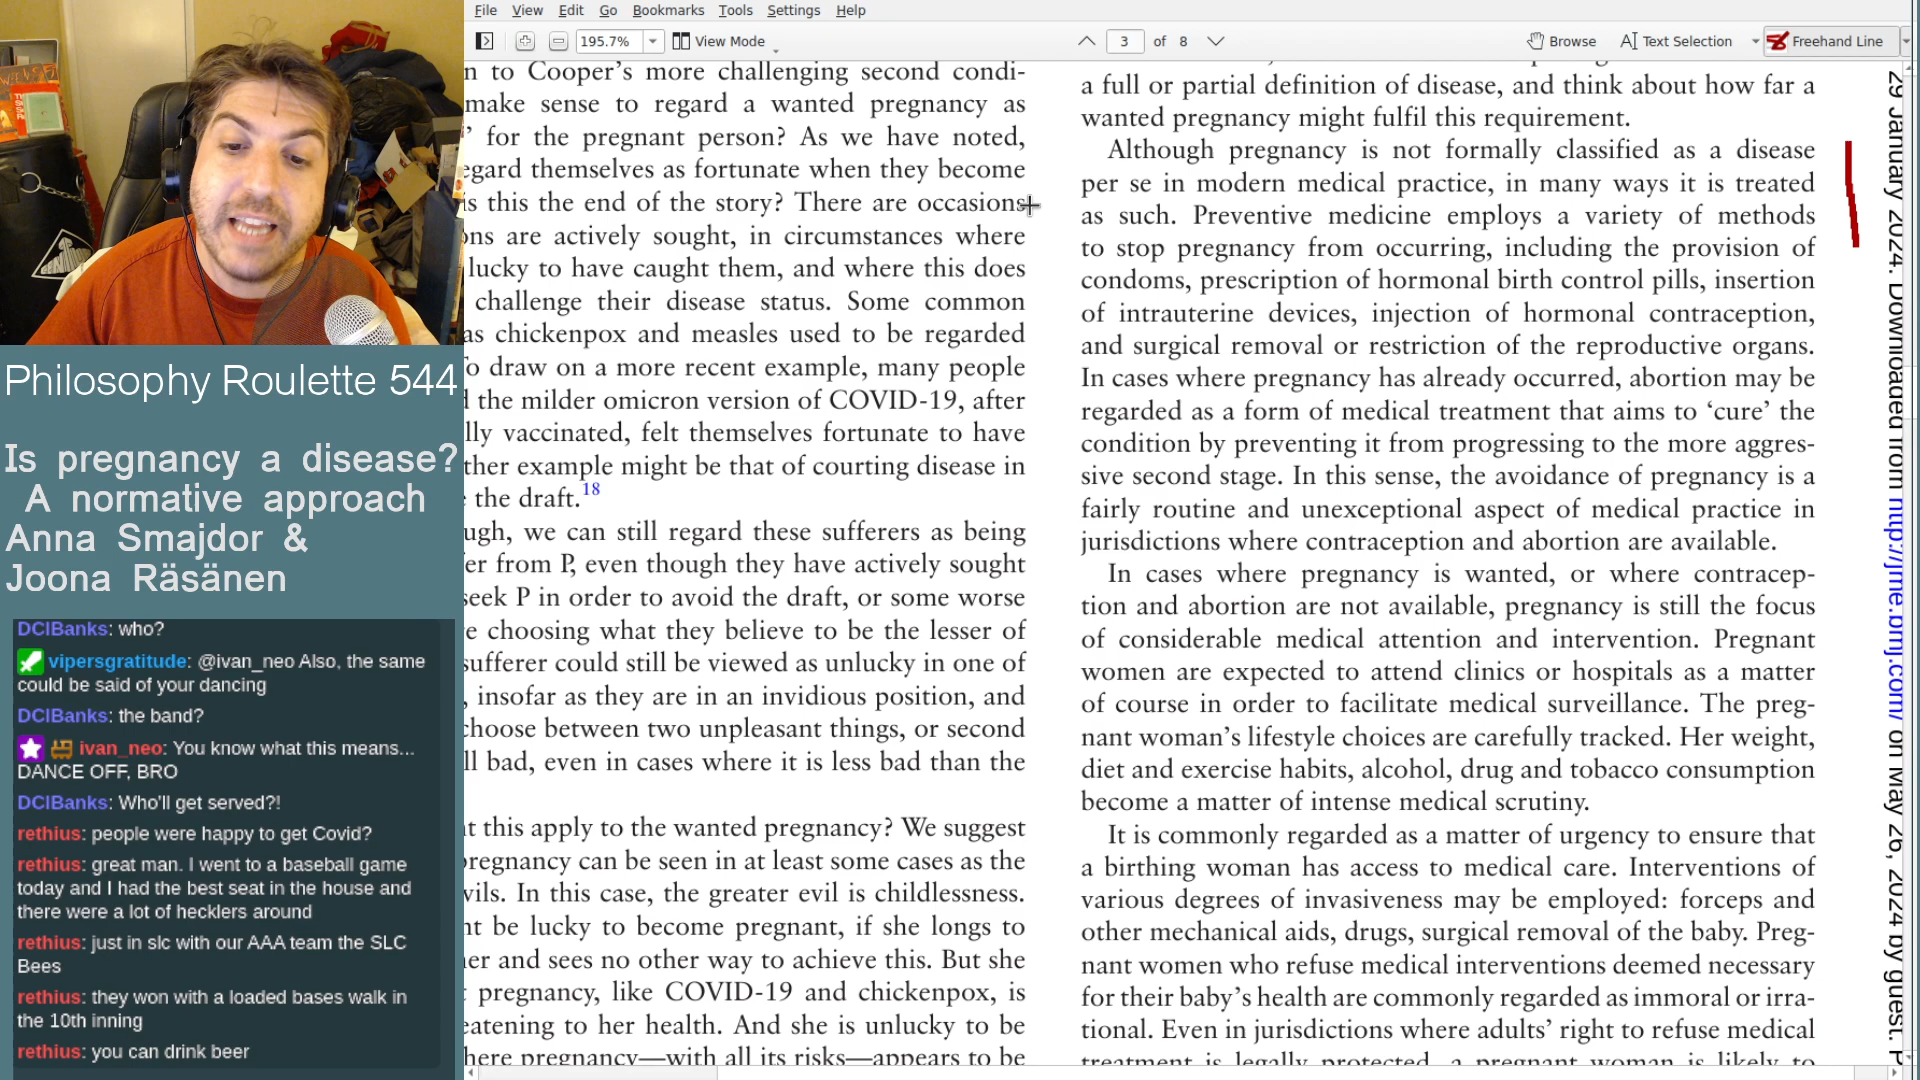 File View Edit Go Bookmarks Tools Settings Help
195.7% View Mode 3 of 8 Browse Text Selection Freehand Line
n to Cooper's more challenging second condi-
make sense to regard a wanted pregnancy as
' for the pregnant person? As we have noted,
egard themselves as fortunate when they become
is this the end of the story? There are occasions
ons are actively sought, in circumstances where
lucky to have caught them, and where this does
challenge their disease status. Some common
as chickenpox and measles used to be regarded
To draw on a more recent example, many people
d the milder omicron version of COVID-19, after
lly vaccinated, felt themselves fortunate to have
ther example might be that of courting disease in
the draft.18
ugh, we can still regard these sufferers as being
er from P, even though they have actively sought
seek P in order to avoid the draft, or some worse
e choosing what they believe to be the lesser of
sufferer could still be viewed as unlucky in one of
, insofar as they are in an invidious position, and
choose between two unpleasant things, or second
ll bad, even in cases where it is less bad than the
t this apply to the wanted pregnancy? We suggest
pregnancy can be seen in at least some cases as the
vils. In this case, the greater evil is childlessness.
ht be lucky to become pregnant, if she longs to
er and sees no other way to achieve this. But she
t pregnancy, like COVID-19 and chickenpox, is
eatening to her health. And she is unlucky to be
here pregnancy—with all its risks—appears to be
a full or partial definition of disease, and think about how far a
wanted pregnancy might fulfil this requirement.
Although pregnancy is not formally classified as a disease
per se in modern medical practice, in many ways it is treated
as such. Preventive medicine employs a variety of methods
to stop pregnancy from occurring, including the provision of
condoms, prescription of hormonal birth control pills, insertion
of intrauterine devices, injection of hormonal contraception,
and surgical removal or restriction of the reproductive organs.
In cases where pregnancy has already occurred, abortion may be
regarded as a form of medical treatment that aims to 'cure' the
condition by preventing it from progressing to the more aggres-
sive second stage. In this sense, the avoidance of pregnancy is a
fairly routine and unexceptional aspect of medical practice in
jurisdictions where contraception and abortion are available.
In cases where pregnancy is wanted, or where contracep-
tion and abortion are not available, pregnancy is still the focus
of considerable medical attention and intervention. Pregnant
women are expected to attend clinics or hospitals as a matter
of course in order to facilitate medical surveillance. The preg-
nant woman's lifestyle choices are carefully tracked. Her weight,
diet and exercise habits, alcohol, drug and tobacco consumption
become a matter of intense medical scrutiny.
It is commonly regarded as a matter of urgency to ensure that
a birthing woman has access to medical care. Interventions of
various degrees of invasiveness may be employed: forceps and
other mechanical aids, drugs, surgical removal of the baby. Preg-
nant women who refuse medical interventions deemed necessary
for their baby's health are commonly regarded as immoral or irra-
tional. Even in jurisdictions where adults' right to refuse medical
treatment is legally protected, a pregnant woman is likely to
29 January 2024. Downloaded from http://jme.bmj.com/ on May 26, 2024 by guest. P
Philosophy Roulette 544
Is pregnancy a disease?
A normative approach
Anna Smajdor &
Joona Räsänen
DCIBanks: who?
vipersgratitude: @ivan_neo Also, the same
could be said of your dancing
DCIBanks: the band?
ivan_neo: You know what this means...
DANCE OFF, BRO
DCIBanks: Who'll get served?!
rethius: people were happy to get Covid?
rethius: great man. I went to a baseball game
today and I had the best seat in the house and
there were a lot of hecklers around
rethius: just in slc with our AAA team the SLC
Bees
rethius: they won with a loaded bases walk in
the 10th inning
rethius: you can drink beer